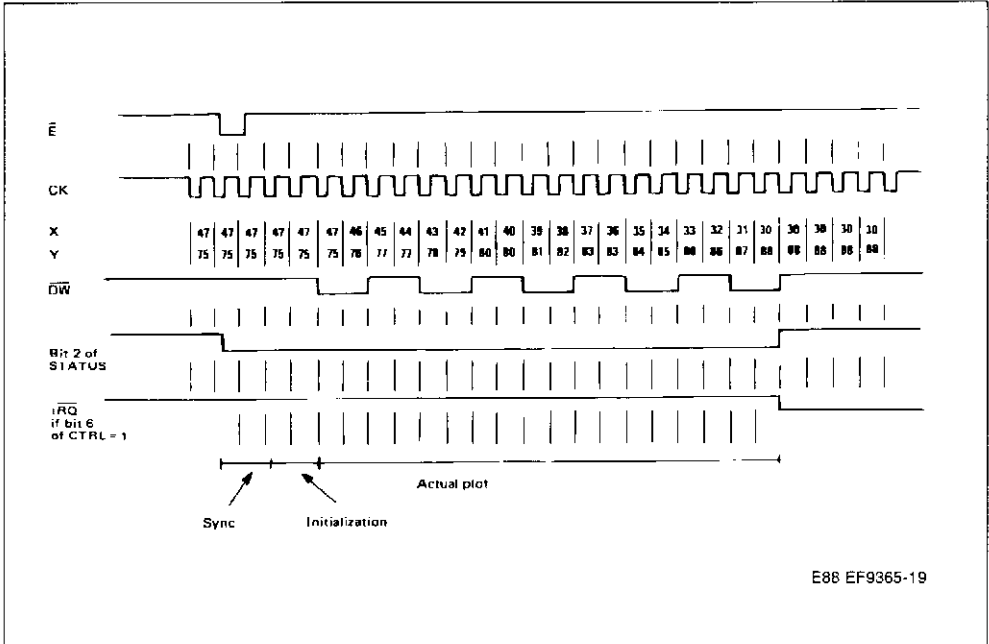 E
CK
X 47 47 47 47 47 47 46 45 44 43 42 41 40 39 38 37 36 35 34 33 32 31 30 30 30 30 30
Y 75 75 75 75 75 75 76 77 77 78 79 80 80 81 82 83 83 84 85 86 86 87 88 88 88 88 88
DW
Bit 2 of
STATUS
IRQ
if bit 6
of CTRL = 1
Actual plot
Sync Initialization
E88 EF9365-19